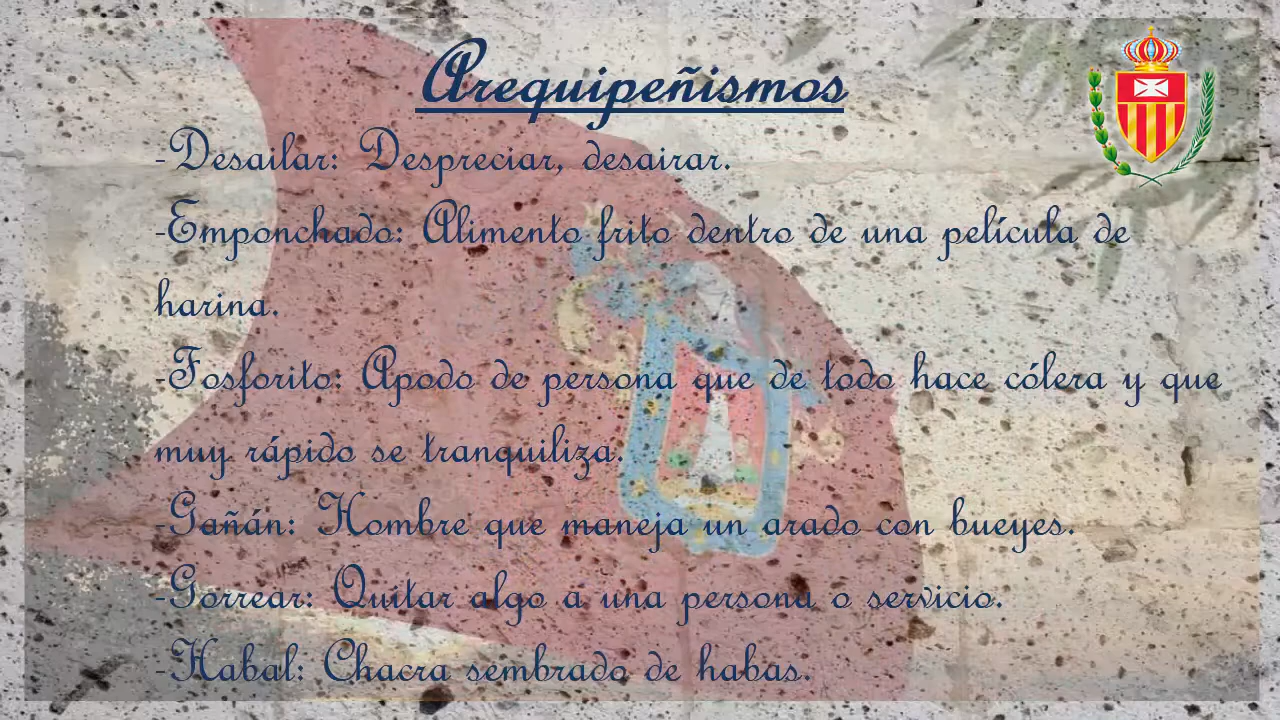 Arequipeñismos
-Desailar: Despreciar, desairar.
-Emponchado: Alimento frito dentro de una película de
harina.
-Fosforito: Apodo de persona que de todo hace cólera y que
muy rápido se tranquiliza.
-Gañán: Hombre que maneja un arado con bueyes.
-Gorrear: Quitar algo á una persona o servicio.
-Habal: Chacra sembrado de habas.